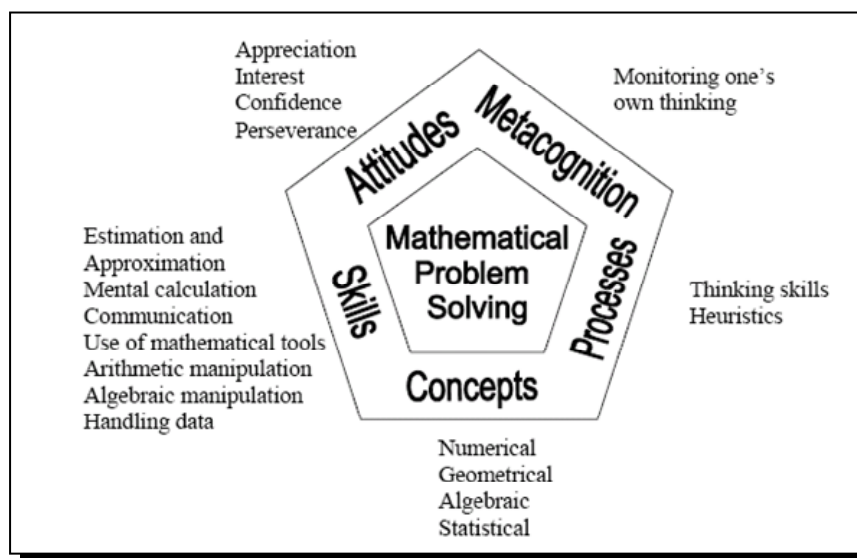 Appreciation
Interest
Confidence
Perseverance
Monitoring one's
own thinking
Attitudes
Metacognition
Mathematical
Problem
Solving
Estimation and
Approximation
Mental calculation
Communication
Use of mathematical tools
Arithmetic manipulation
Algebraic manipulation
Handling data
Skills
Processes
Thinking skills
Heuristics
Concepts
Numerical
Geometrical
Algebraic
Statistical